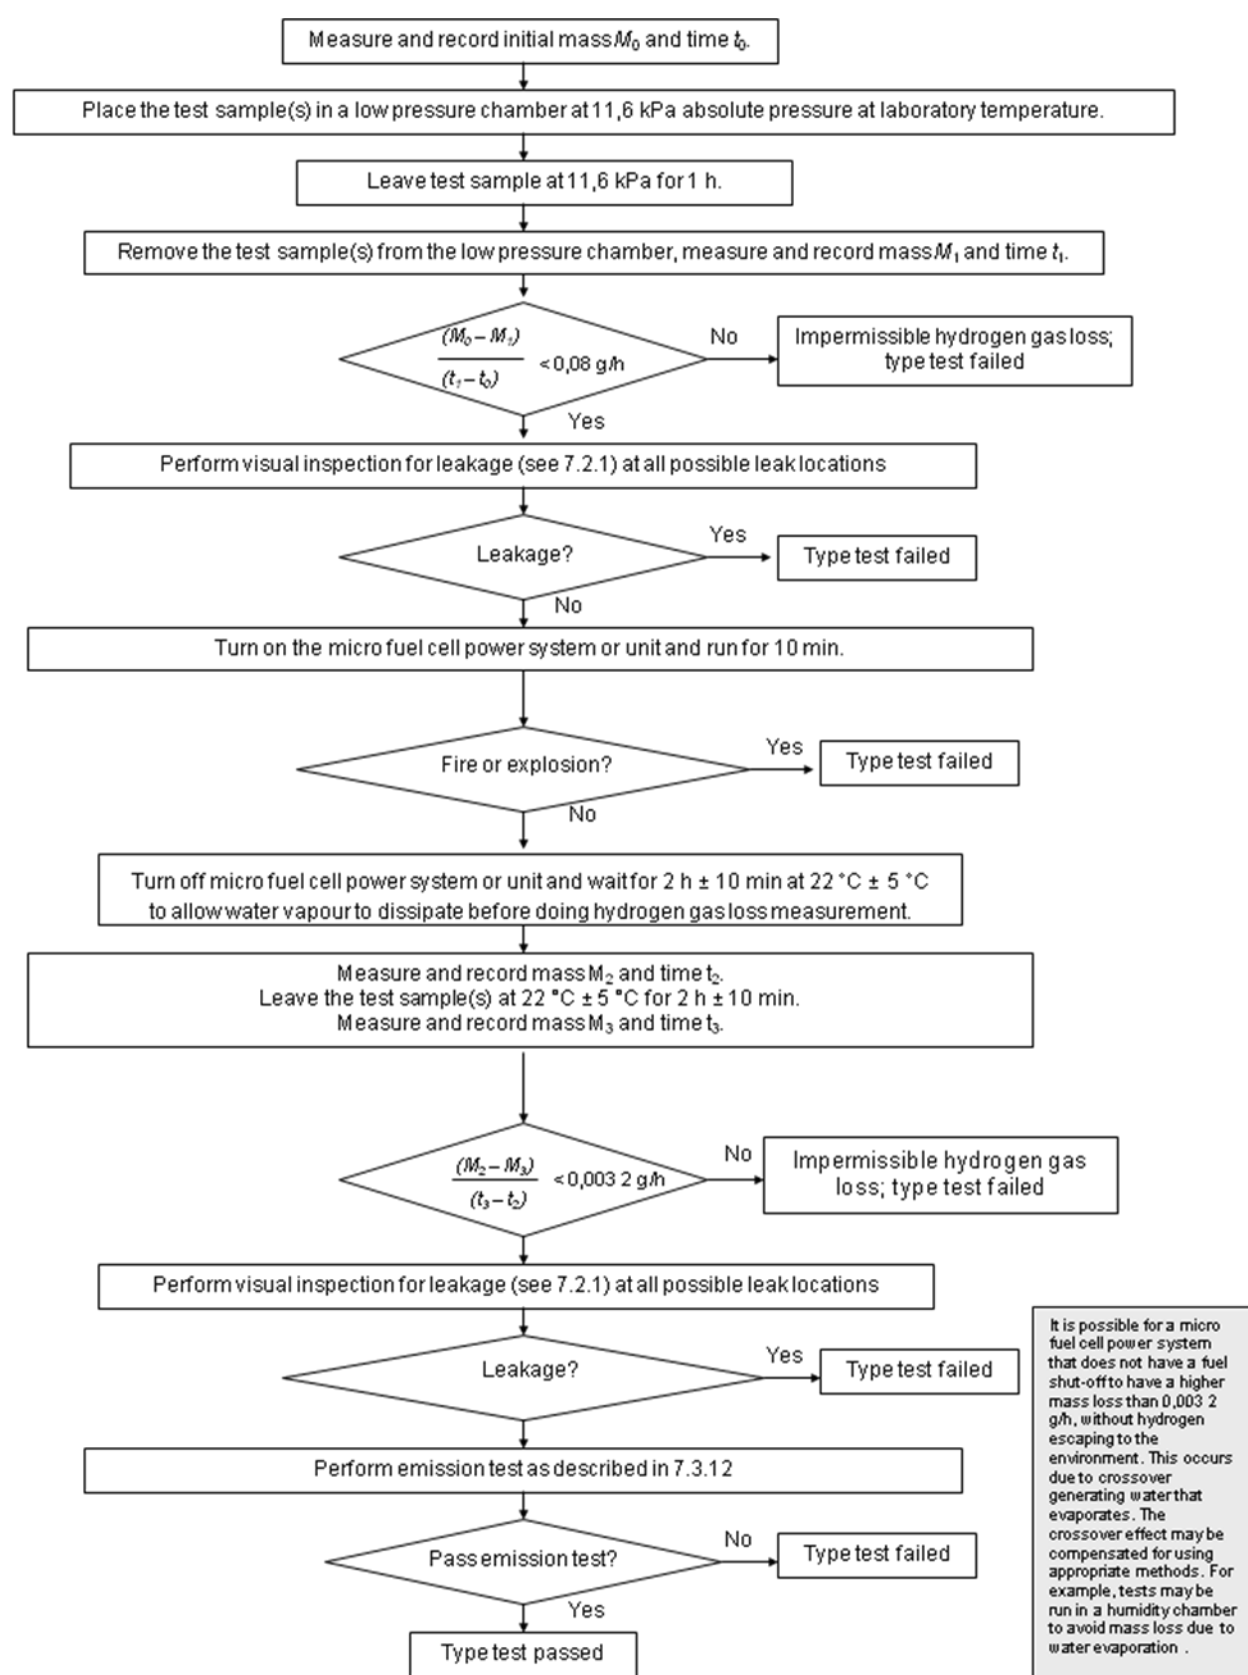 Measure and record initial mass M0 and time t0.
Place the test sample(s) in a low pressure chamber at 11,6 kPa absolute pressure at laboratory temperature.
Leave test sample at 11,6 kPa for 1 h.
Remove the test sample(s) from the low pressure chamber, measure and record mass M1 and time t1.
(M0 – M1)
(t1 – t0)
< 0,08 g/h
No
Impermissible hydrogen gas loss;
type test failed
Yes
Perform visual inspection for leakage (see 7.2.1) at all possible leak locations
Leakage?
Yes
Type test failed
No
Turn on the micro fuel cell power system or unit and run for 10 min.
Fire or explosion?
Yes
Type test failed
No
Turn off micro fuel cell power system or unit and wait for 2 h ± 10 min at 22 °C ± 5 °C
to allow water vapour to dissipate before doing hydrogen gas loss measurement.
Measure and record mass M2 and time t2.
Leave the test sample(s) at 22 °C ± 5 °C for 2 h ± 10 min.
Measure and record mass M3 and time t3.
(M2 – M3)
(t3 – t2)
< 0,003 2 g/h
No
Impermissible hydrogen gas
loss; type test failed
Perform visual inspection for leakage (see 7.2.1) at all possible leak locations
Leakage?
Yes
Type test failed
Perform emission test as described in 7.3.12
Pass emission test?
No
Type test failed
Yes
Type test passed
It is possible for a micro
fuel cell power system
that does not have a fuel
shut-off to have a higher
mass loss than 0,003 2
g/h, without hydrogen
escaping to the
environment. This occurs
due to crossover
generating water that
evaporates. The
crossover effect may be
compensated for using
appropriate methods. For
example, tests may be
run in a humidity chamber
to avoid mass loss due to
water evaporation .